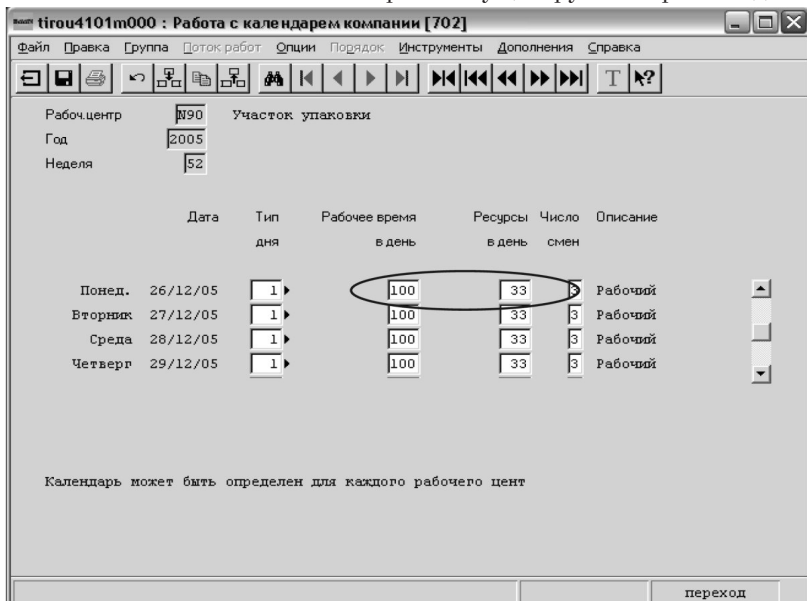 tirou4101m000 : Работа с календарем компании [702]
Файл Правка Группа Поток работ Опции Порядок Инструменты Дополнения Справка
T
Рабоч.центр N90 Участок упаковки
Год 2005
Неделя 52
Дата Тип Рабочее время Ресурсы Число Описание
дня в день в день смен
Понед. 26/12/05 1 100 33 3 Рабочий
Вторник 27/12/05 1 100 33 3 Рабочий
Среда 28/12/05 1 100 33 3 Рабочий
Четверг 29/12/05 1 100 33 3 Рабочий
Календарь может быть определен для каждого рабочего цент
переход